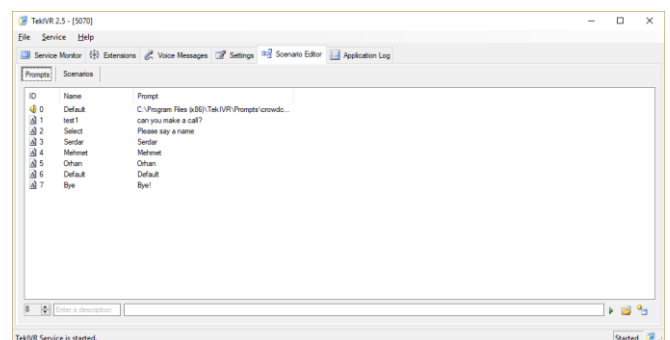 TekIVR 2.5 - [5070]
File Service Help
Service Monitor Extensions Voice Messages Settings Scenario Editor Application Log
Prompts Scenarios
ID Name Prompt
0 Default C:\Program Files (x86)\TekIVR\Prompts\crowdc...
1 test1 can you make a call?
2 Select Please say a name
3 Serdar Serdar
4 Mehmet Mehmet
5 Orhan Orhan
6 Default Default
7 Bye Bye!
8 Enter a description
TekIVR Service is started. Started